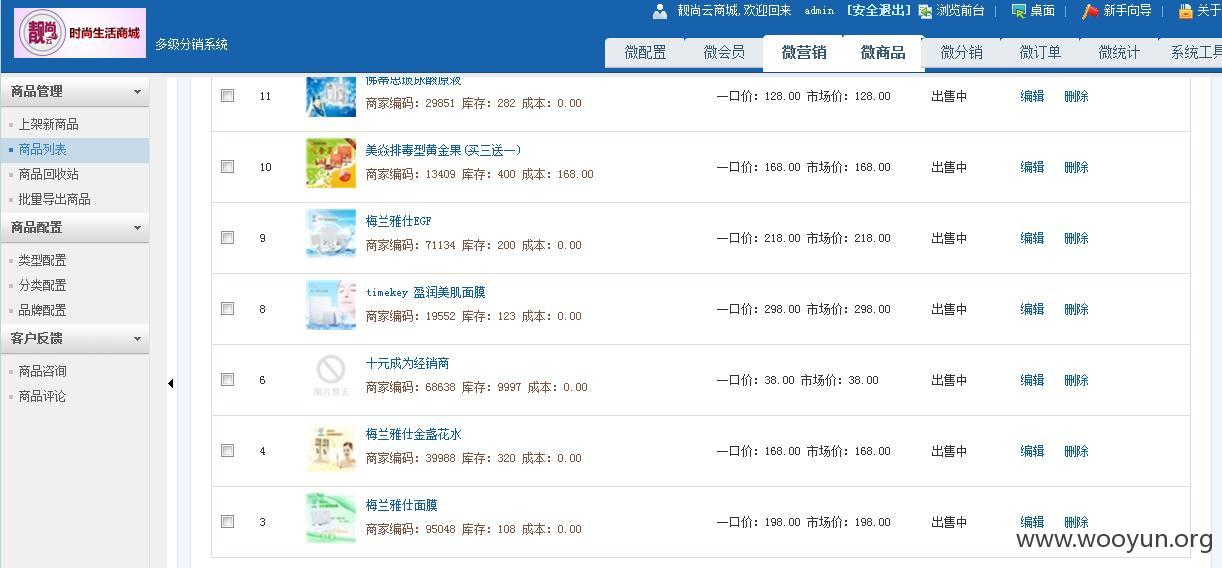 靓尚云 时尚生活商城
多级分销系统
靓尚云商城, 欢迎回来 admin [安全退出] 浏览前台 | 桌面 | 新手向导 | 关于
微配置 微会员 微营销 微商品 微分销 微订单 微统计 系统工具
商品管理
上架新商品
商品列表
商品回收站
批量导出商品
商品配置
类型配置
分类配置
品牌配置
客户反馈
商品咨询
商品评论
11 商家编码: 29851 库存: 282 成本: 0.00 一口价: 128.00 市场价: 128.00 出售中 编辑 删除
美焱排毒型黄金果(买三送一)
10 商家编码: 13409 库存: 400 成本: 168.00 一口价: 168.00 市场价: 168.00 出售中 编辑 删除
梅兰雅仕EGF
9 商家编码: 71134 库存: 200 成本: 0.00 一口价: 218.00 市场价: 218.00 出售中 编辑 删除
timekey 盈润美肌面膜
8 商家编码: 19552 库存: 123 成本: 0.00 一口价: 298.00 市场价: 298.00 出售中 编辑 删除
十元成为经销商
6 图片暂无 商家编码: 68638 库存: 9997 成本: 0.00 一口价: 38.00 市场价: 38.00 出售中 编辑 删除
梅兰雅仕金盏花水
4 商家编码: 39988 库存: 320 成本: 0.00 一口价: 168.00 市场价: 168.00 出售中 编辑 删除
梅兰雅仕面膜
3 商家编码: 95048 库存: 108 成本: 0.00 一口价: 198.00 市场价: 198.00 出售中 编辑 删除
www.wooyun.org